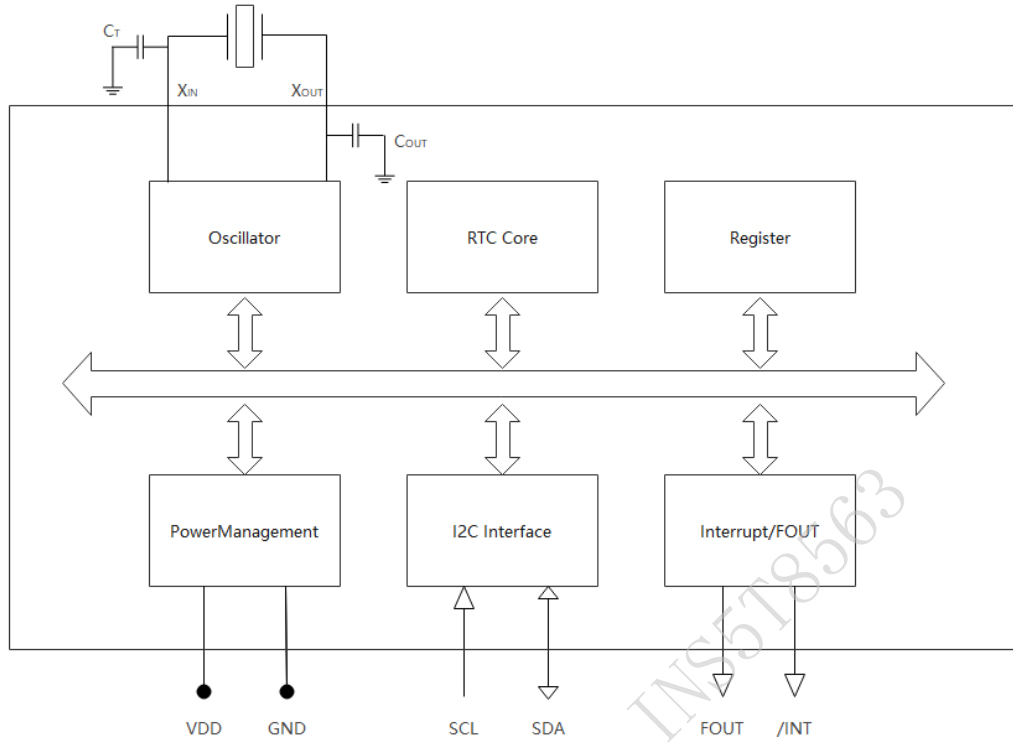 CT
XIN
XOUT
COUT
Oscillator
RTC Core
Register
PowerManagement
I2C Interface
Interrupt/FOUT
INS5T8563
VDD
GND
SCL
SDA
FOUT
/INT